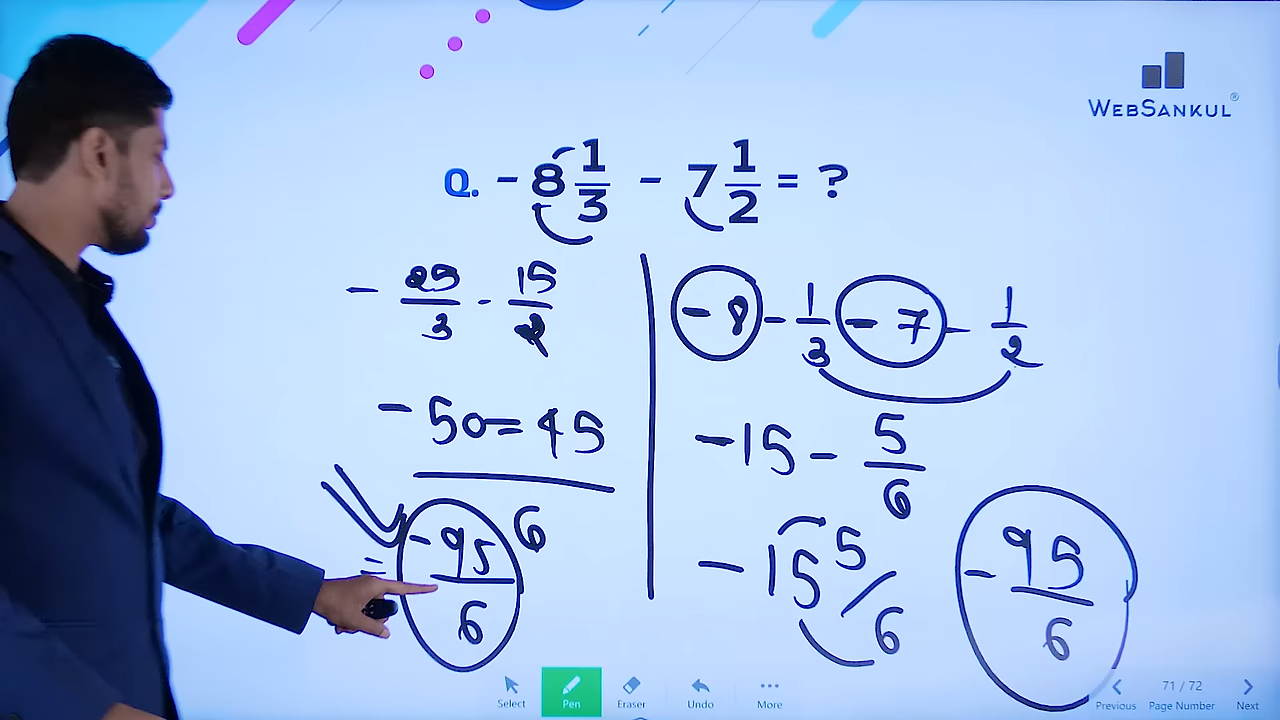 WEBSANKUL®
Q. - 8 1/3 - 7 1/2 = ?
- 25/3 - 15/2
- 50 = 45
6
- 95/6
- 8 - 1/3 - 7 - 1/2
- 15 - 5/6
- 15 5/6
- 95/6
Select
Pen
Eraser
Undo
More
Previous
71 / 72
Page Number
Next